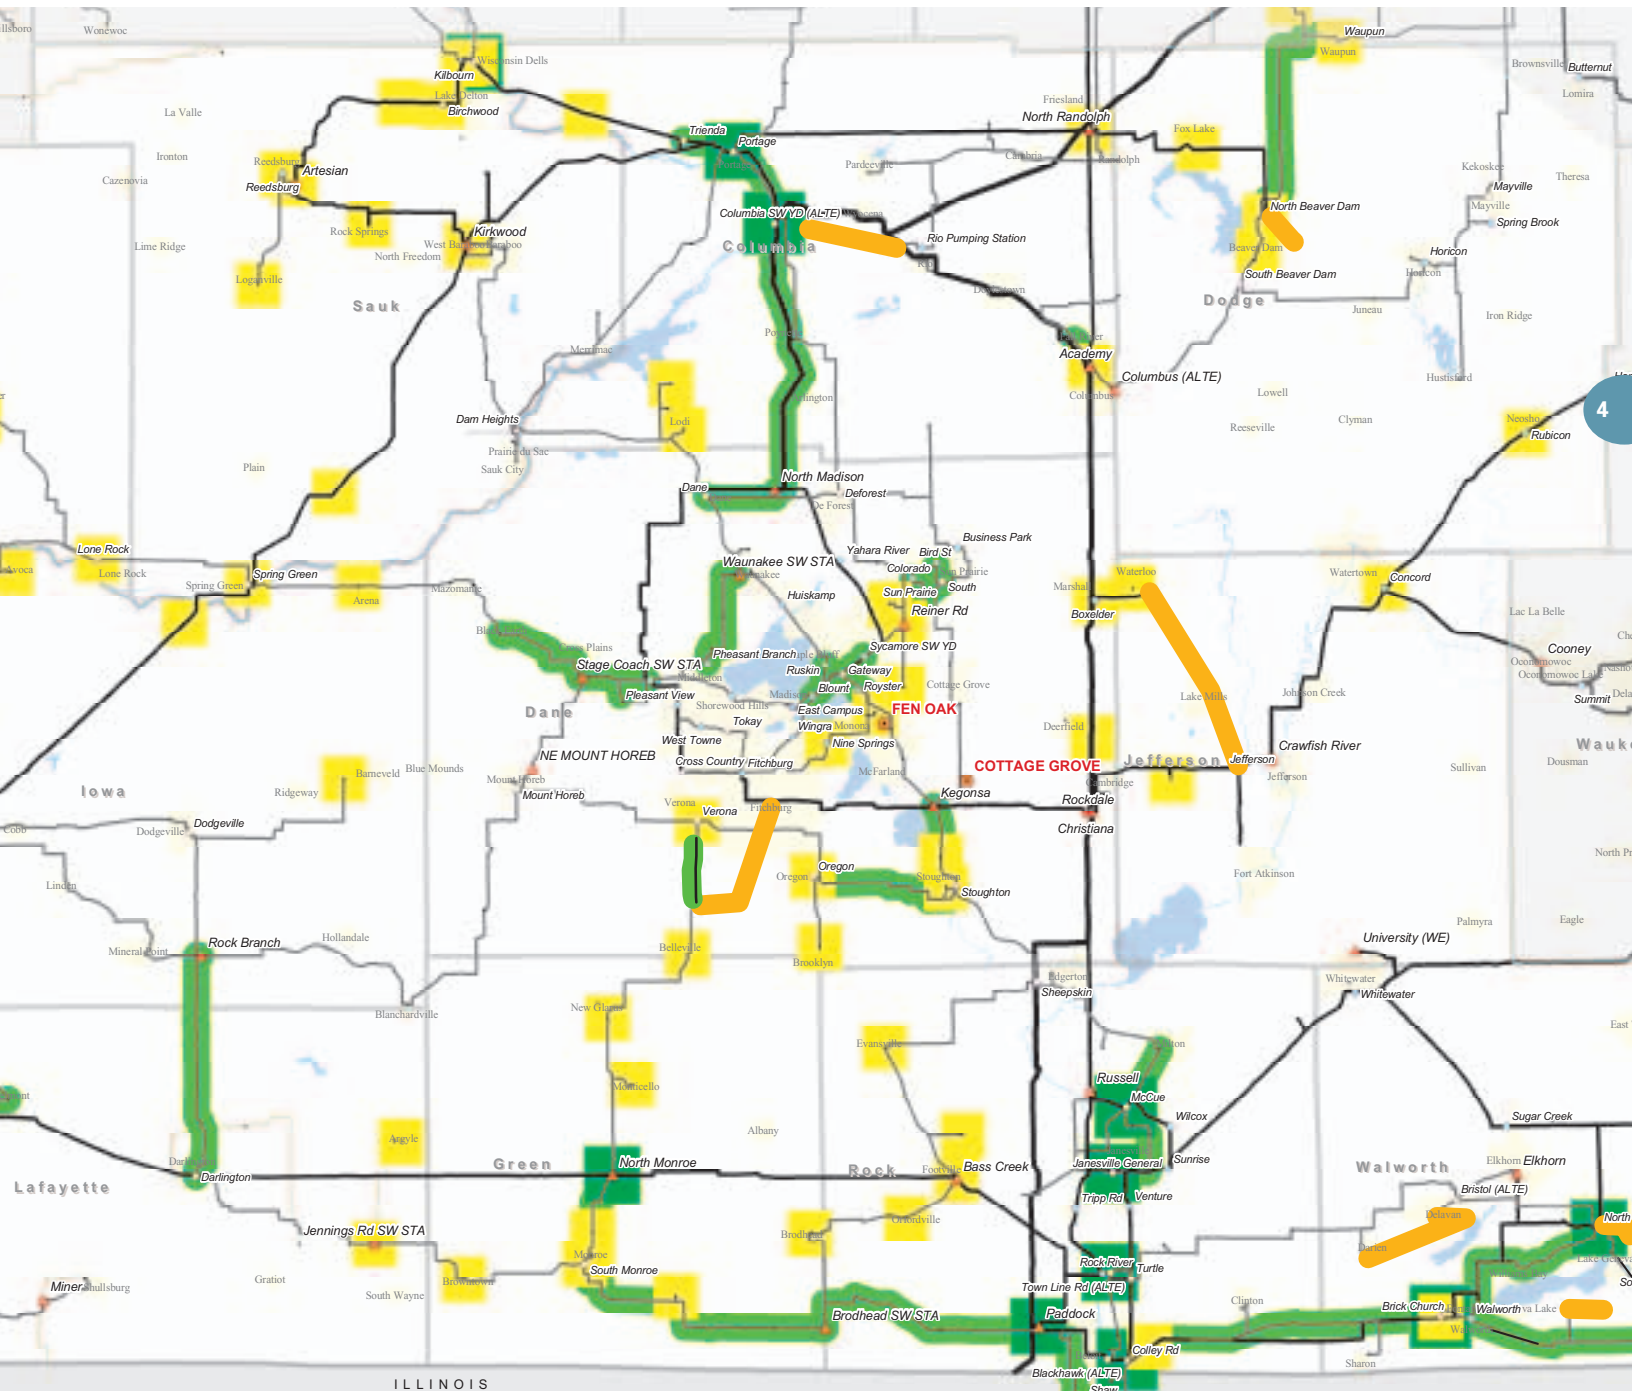 Wonewoc
Waupun
Waupun
Wisconsin Dells
Kilbourn
Brownsville
Butternut
Lake Delton
Birchwood
Lomira
La Valle
Friesland
North Randolph
Trienda
Portage
Fox Lake
Ironton
Reedsburg
Artesian
Reedsburg
Cazenovia
Pardeeville
Cambria
Randolph
Kekoskee
Theresa
Mayville
Mayville
Spring Brook
Columbia SW YD (ALTE)
North Beaver Dam
Rock Springs
Kirkwood
West Baraboo
Baraboo
North Freedom
Lime Ridge
Columbia
Rio Pumping Station
Rio
Beaver Dam
South Beaver Dam
Horicon
Horicon
Loganville
Sauk
Doylestown
Dodge
Juneau
Iron Ridge
Merrimac
Academy
Columbus (ALTE)
Columbus
Hustisford
Lowell
4
Dam Heights
Lodi
Reeseville
Clyman
Neosho
Rubicon
Prairie du Sac
Sauk City
Plain
North Madison
Dane
Deforest
De Forest
Lone Rock
Lone Rock
Avoca
Spring Green
Spring Green
Arena
Mazomanie
Waunakee SW STA
Huiskamp
Yahara River
Bird St
Business Park
Colorado
Sun Prairie
South
Reiner Rd
Marshall
Waterloo
Boxelder
Watertown
Concord
Lac La Belle
Cross Plains
Stage Coach SW STA
Pheasant Branch
Sycamore SW YD
Ruskin
Gateway
Middleton
Pleasant View
Blount
Royster
Cottage Grove
Madison
East Campus
Shorewood Hills
Tokay
Wingra
Monona
FEN OAK
Nine Springs
West Towne
Cross Country
Fitchburg
McFarland
Dane
Lake Mills
Johnson Creek
Cooney
Oconomowoc
Oconomowoc Lake
Summit
Deerfield
Crawfish River
Jefferson
Jefferson
Jefferson
Sullivan
Dousman
NE MOUNT HOREB
Mount Horeb
Mount Horeb
COTTAGE GROVE
Cambridge
Iowa
Ridgeway
Barneveld
Blue Mounds
Kegonsa
Rockdale
Christiana
Verona
Verona
Fitchburg
Cobb
Dodgeville
Dodgeville
Linden
Oregon
Oregon
Stoughton
Stoughton
Fort Atkinson
Palmyra
Eagle
Mineral Point
Rock Branch
Hollandale
Belleville
Brooklyn
University (WE)
Edgerton
Sheepskin
Whitewater
Whitewater
Blanchardville
New Glarus
Evansville
Monticello
Russell
McCue
Wilcox
Sugar Creek
Argyle
Albany
Darlington
Green
North Monroe
Rock
Footville
Bass Creek
Janesville General
Sunrise
Walworth
Elkhorn
Elkhorn
Lafayette
Tripp Rd
Venture
Bristol (ALTE)
Delavan
Darien
Jennings Rd SW STA
Brodhead
Orfordville
Monroe
South Monroe
Browntown
Gratiot
South Wayne
Miner
Shullsburg
Rock River
Turtle
Town Line Rd (ALTE)
Paddock
Brodhead SW STA
Clinton
Brick Church
Walworth
Colley Rd
Sharon
Blackhawk (ALTE)
Shaw
ILLINOIS